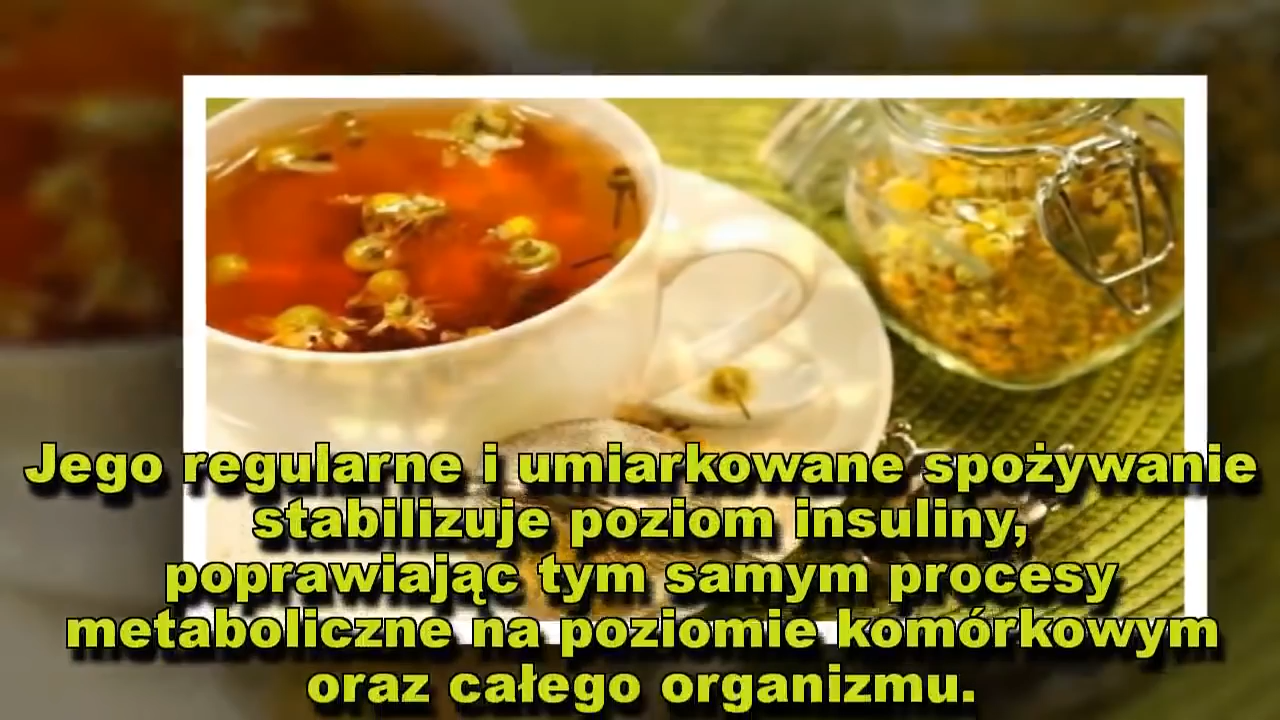 Jego regularne i umiarkowane spożywanie
stabilizuje poziom insuliny,
poprawiając tym samym procesy
metaboliczne na poziomie komórkowym
oraz całego organizmu.